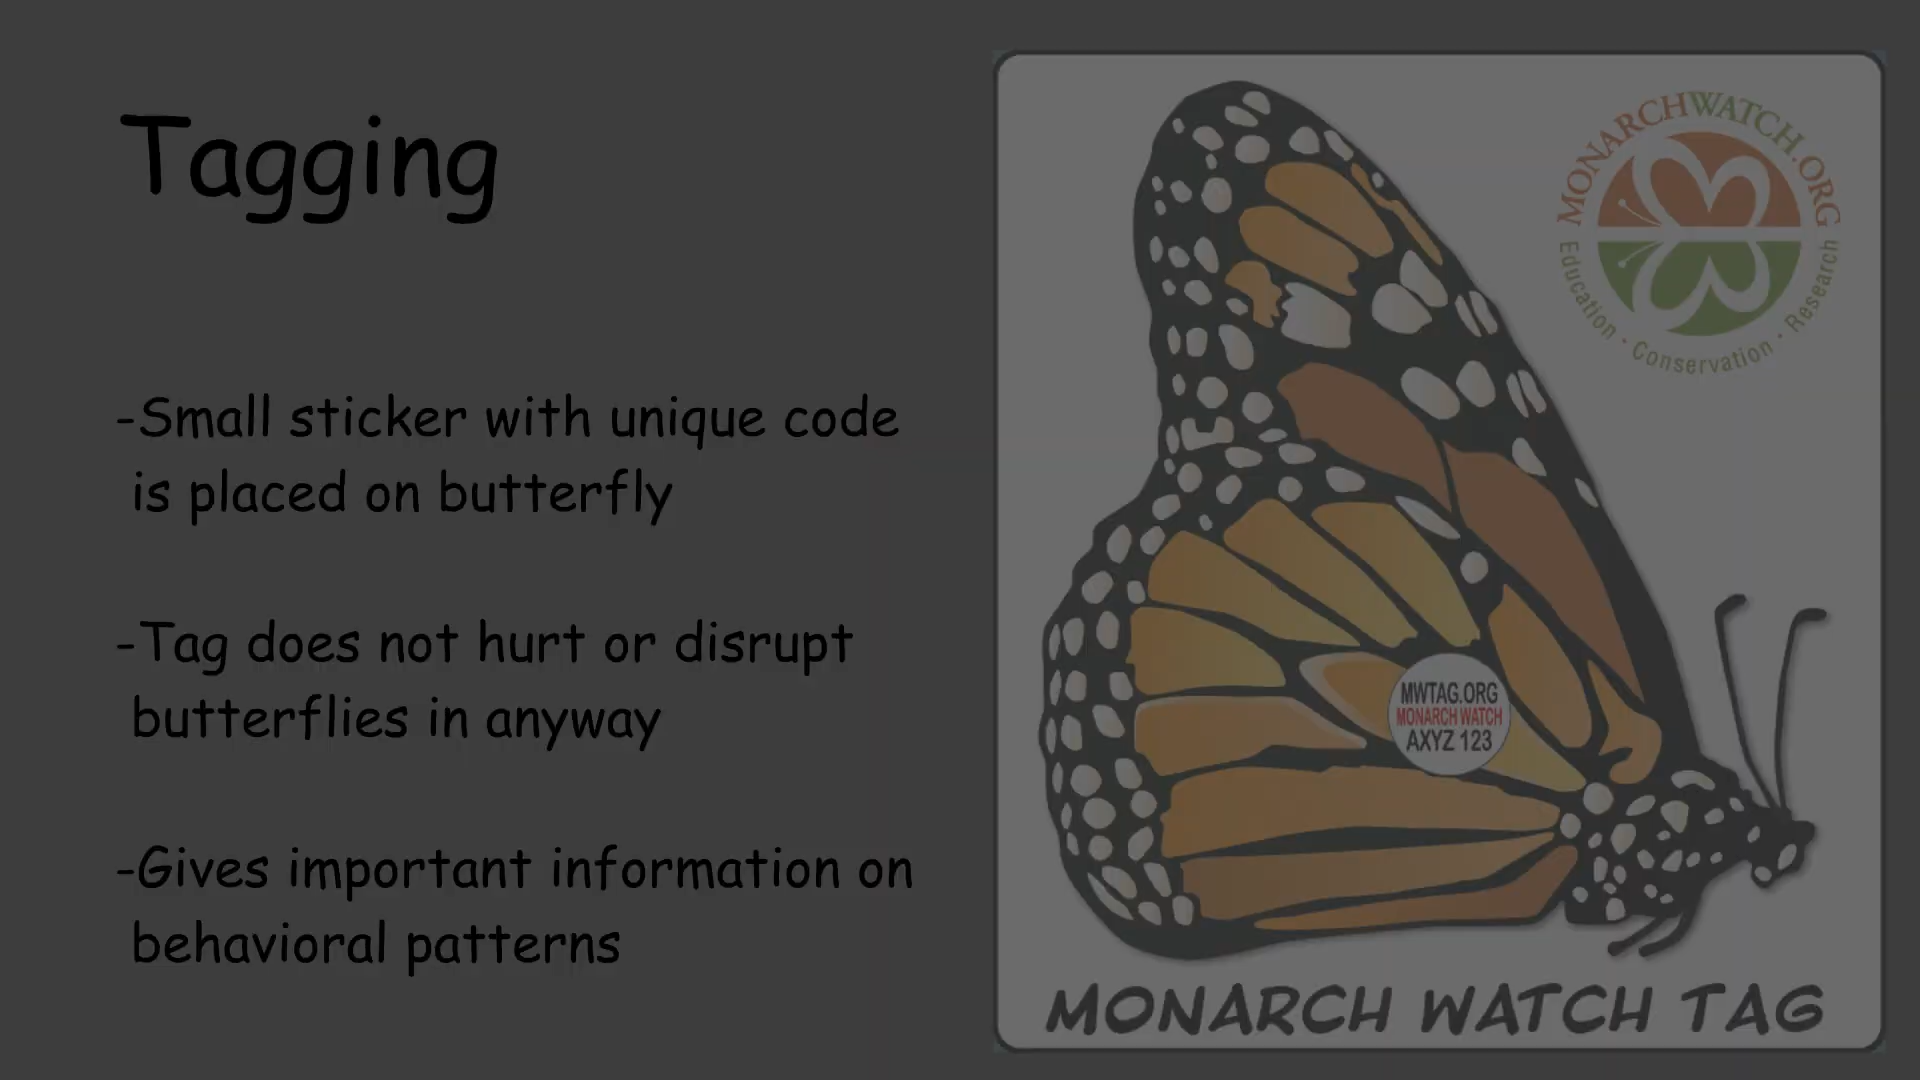 Tagging
-Small sticker with unique code
is placed on butterfly
-Tag does not hurt or disrupt
butterflies in anyway
-Gives important information on
behavioral patterns
MONARCHWATCH.ORG
Education · Conservation · Research
MWTAG.ORG
MONARCH WATCH
AXYZ 123
MONARCH WATCH TAG